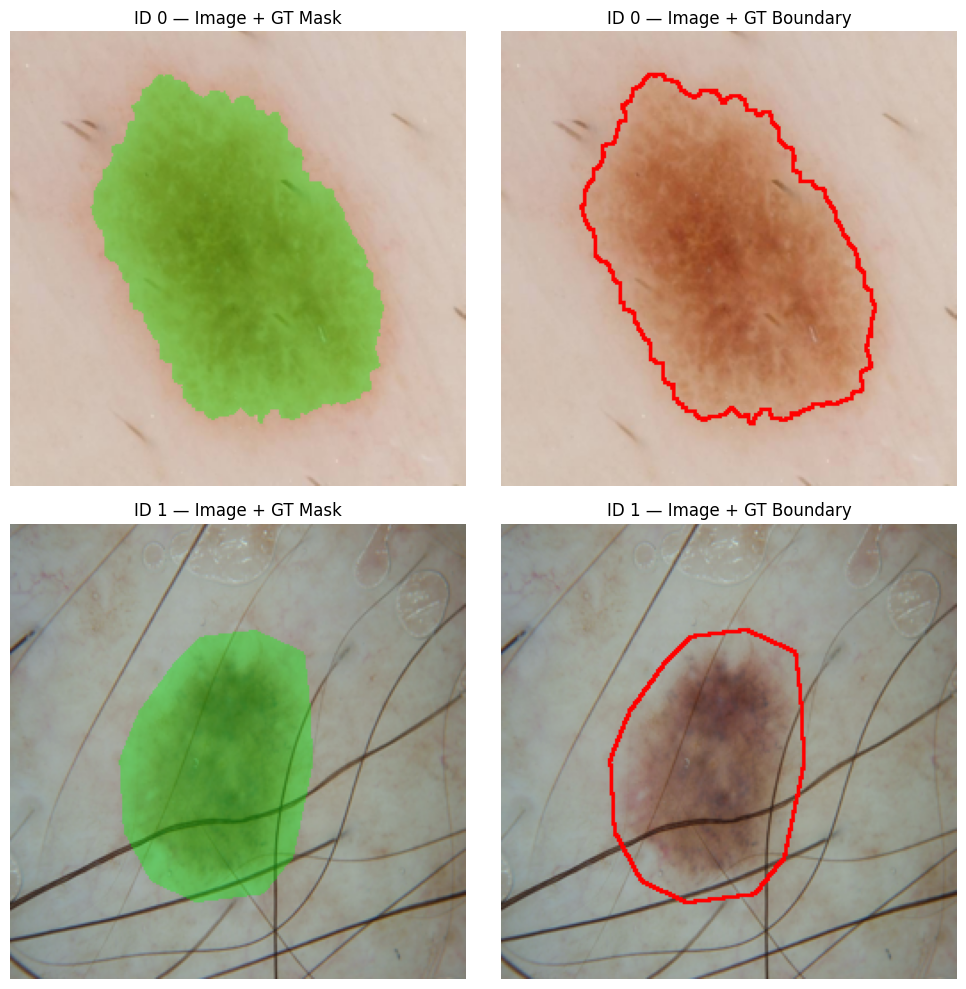 ID 0 — Image + GT Mask
ID 0 — Image + GT Boundary
ID 1 — Image + GT Mask
ID 1 — Image + GT Boundary